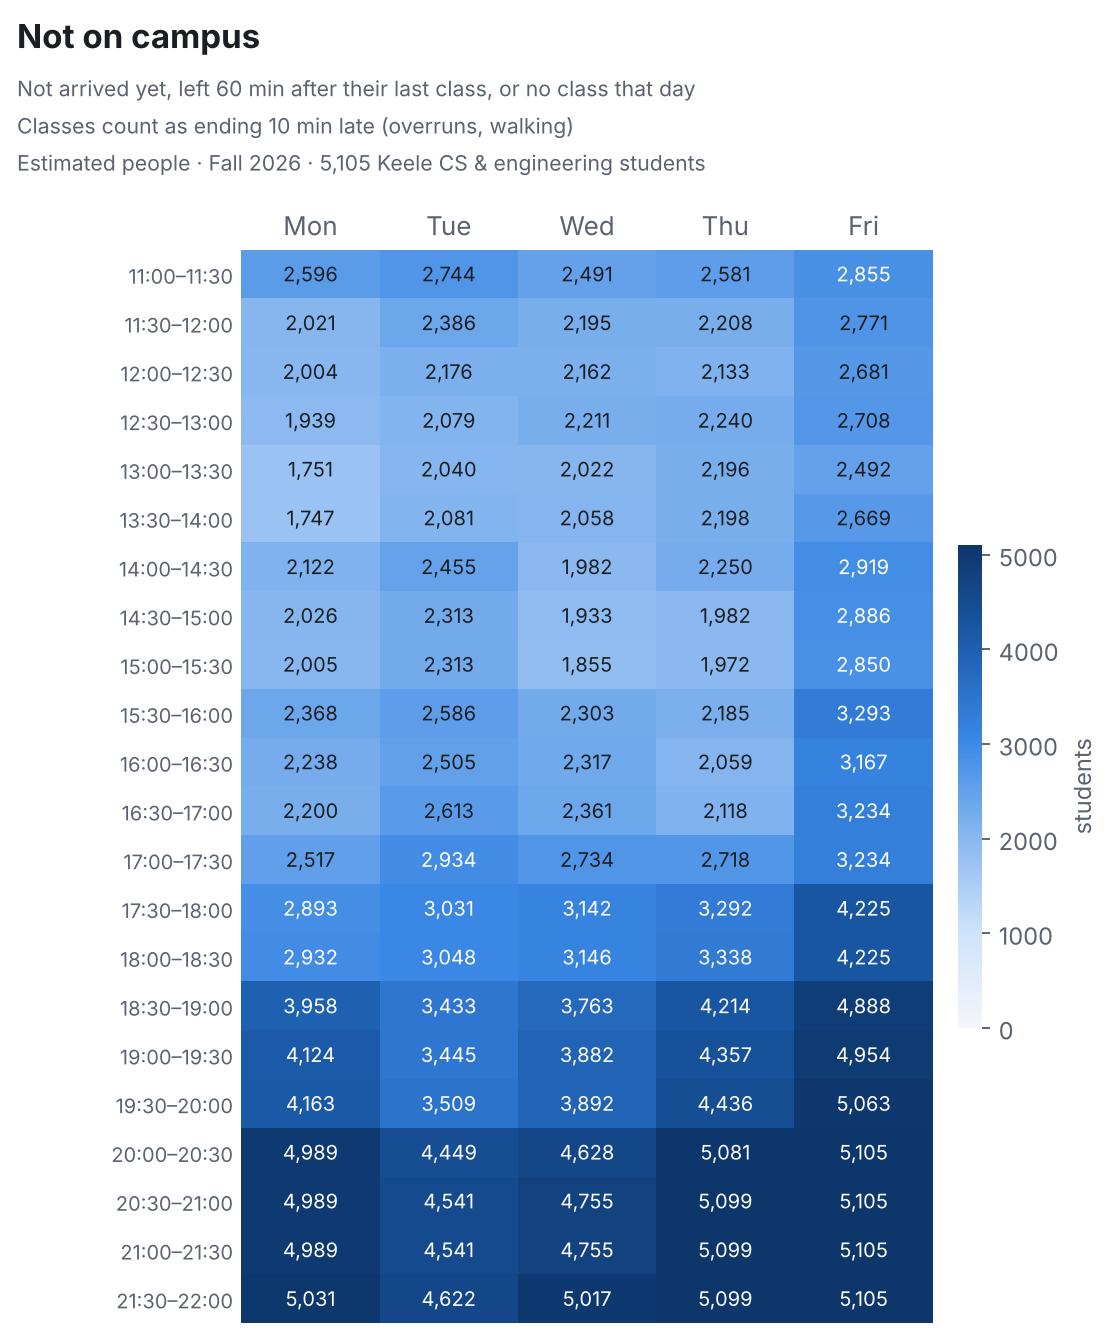 Not on campus
Not arrived yet, left 60 min after their last class, or no class that day
Classes count as ending 10 min late (overruns, walking)
Estimated people · Fall 2026 · 5,105 Keele CS & engineering students
Mon Tue Wed Thu Fri
11:00–11:30 2,596 2,744 2,491 2,581 2,855
11:30–12:00 2,021 2,386 2,195 2,208 2,771
12:00–12:30 2,004 2,176 2,162 2,133 2,681
12:30–13:00 1,939 2,079 2,211 2,240 2,708
13:00–13:30 1,751 2,040 2,022 2,196 2,492
13:30–14:00 1,747 2,081 2,058 2,198 2,669
14:00–14:30 2,122 2,455 1,982 2,250 2,919
14:30–15:00 2,026 2,313 1,933 1,982 2,886
15:00–15:30 2,005 2,313 1,855 1,972 2,850
15:30–16:00 2,368 2,586 2,303 2,185 3,293
16:00–16:30 2,238 2,505 2,317 2,059 3,167
16:30–17:00 2,200 2,613 2,361 2,118 3,234
17:00–17:30 2,517 2,934 2,734 2,718 3,234
17:30–18:00 2,893 3,031 3,142 3,292 4,225
18:00–18:30 2,932 3,048 3,146 3,338 4,225
18:30–19:00 3,958 3,433 3,763 4,214 4,888
19:00–19:30 4,124 3,445 3,882 4,357 4,954
19:30–20:00 4,163 3,509 3,892 4,436 5,063
20:00–20:30 4,989 4,449 4,628 5,081 5,105
20:30–21:00 4,989 4,541 4,755 5,099 5,105
21:00–21:30 4,989 4,541 4,755 5,099 5,105
21:30–22:00 5,031 4,622 5,017 5,099 5,105
5000
4000
3000
2000
1000
0
students